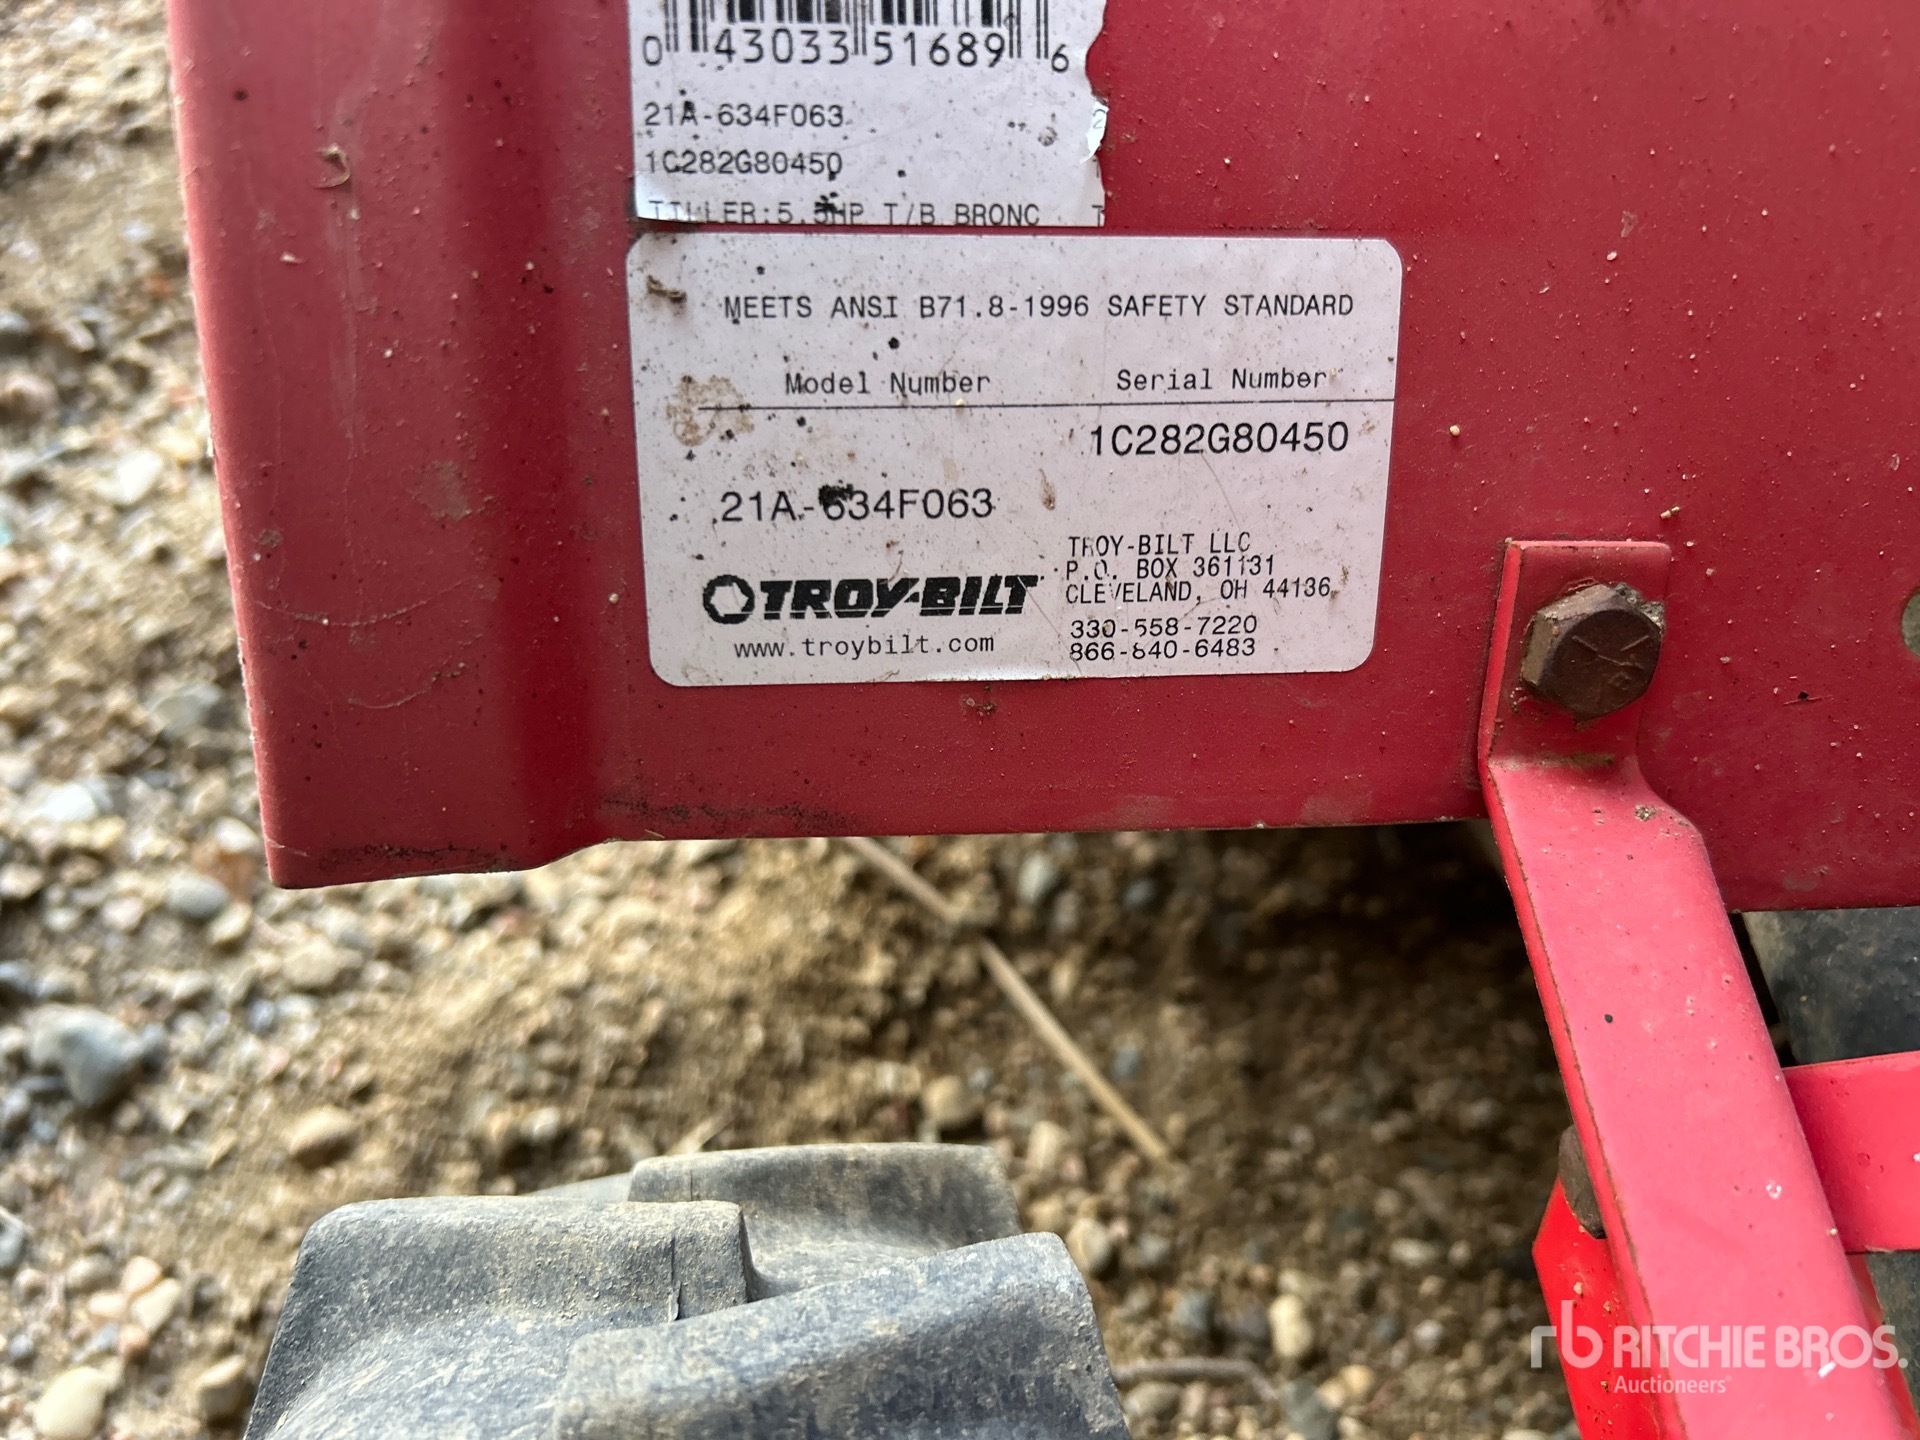 0 43033 51689 6
21A-634F063
1C282G80450
TILLER:5.5HP T/B BRONC T
MEETS ANSI B71.8-1996 SAFETY STANDARD
Model Number Serial Number
1C282G80450
21A-634F063
TROY-BILT LLC
P.O. BOX 361131
CLEVELAND, OH 44136
TROY-BILT
www.troybilt.com
330-558-7220
866-840-6483
rb RITCHIE BROS.
Auctioneers